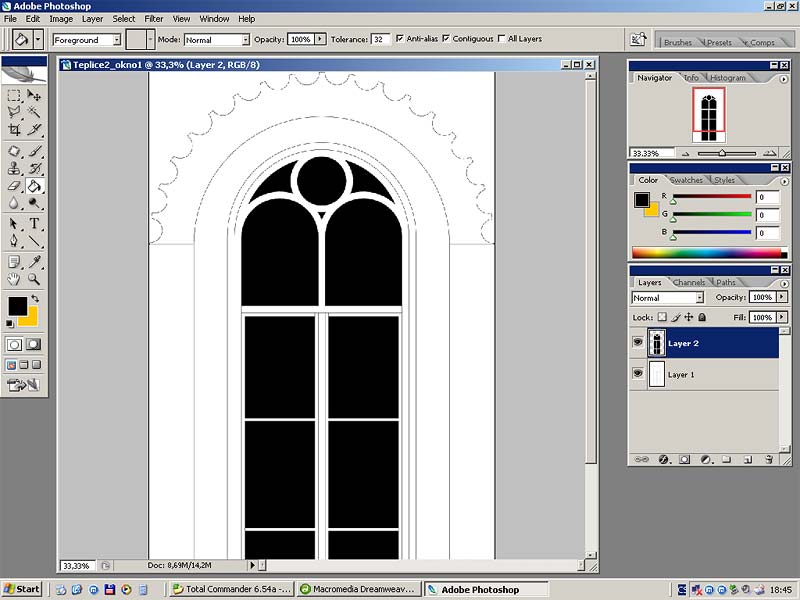 Adobe Photoshop
File Edit Image Layer Select Filter View Window Help
Foreground Mode: Normal Opacity: 100% Tolerance: 32 Anti-alias Contiguous All Layers
Brushes Presets Comps
Teplice2_okno1 @ 33,3% (Layer 2, RGB/8)
Navigator Info Histogram
33.33%
Color Swatches Styles
R 0
G 0
B 0
Layers Channels Paths
Normal Opacity: 100%
Lock: Fill: 100%
Layer 2
Layer 1
33,33% Doc: 8,69M/14,2M
Start Total Commander 6.54a -... Macromedia Dreamweav... Adobe Photoshop 18:45